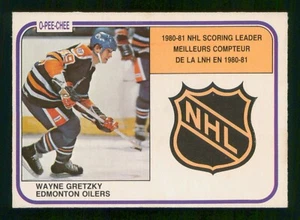 O-PEE-CHEE
1980-81 NHL SCORING LEADER
MEILLEURS COMPTEUR
DE LA LNH EN 1980-81
NHL
WAYNE GRETZKY
EDMONTON OILERS